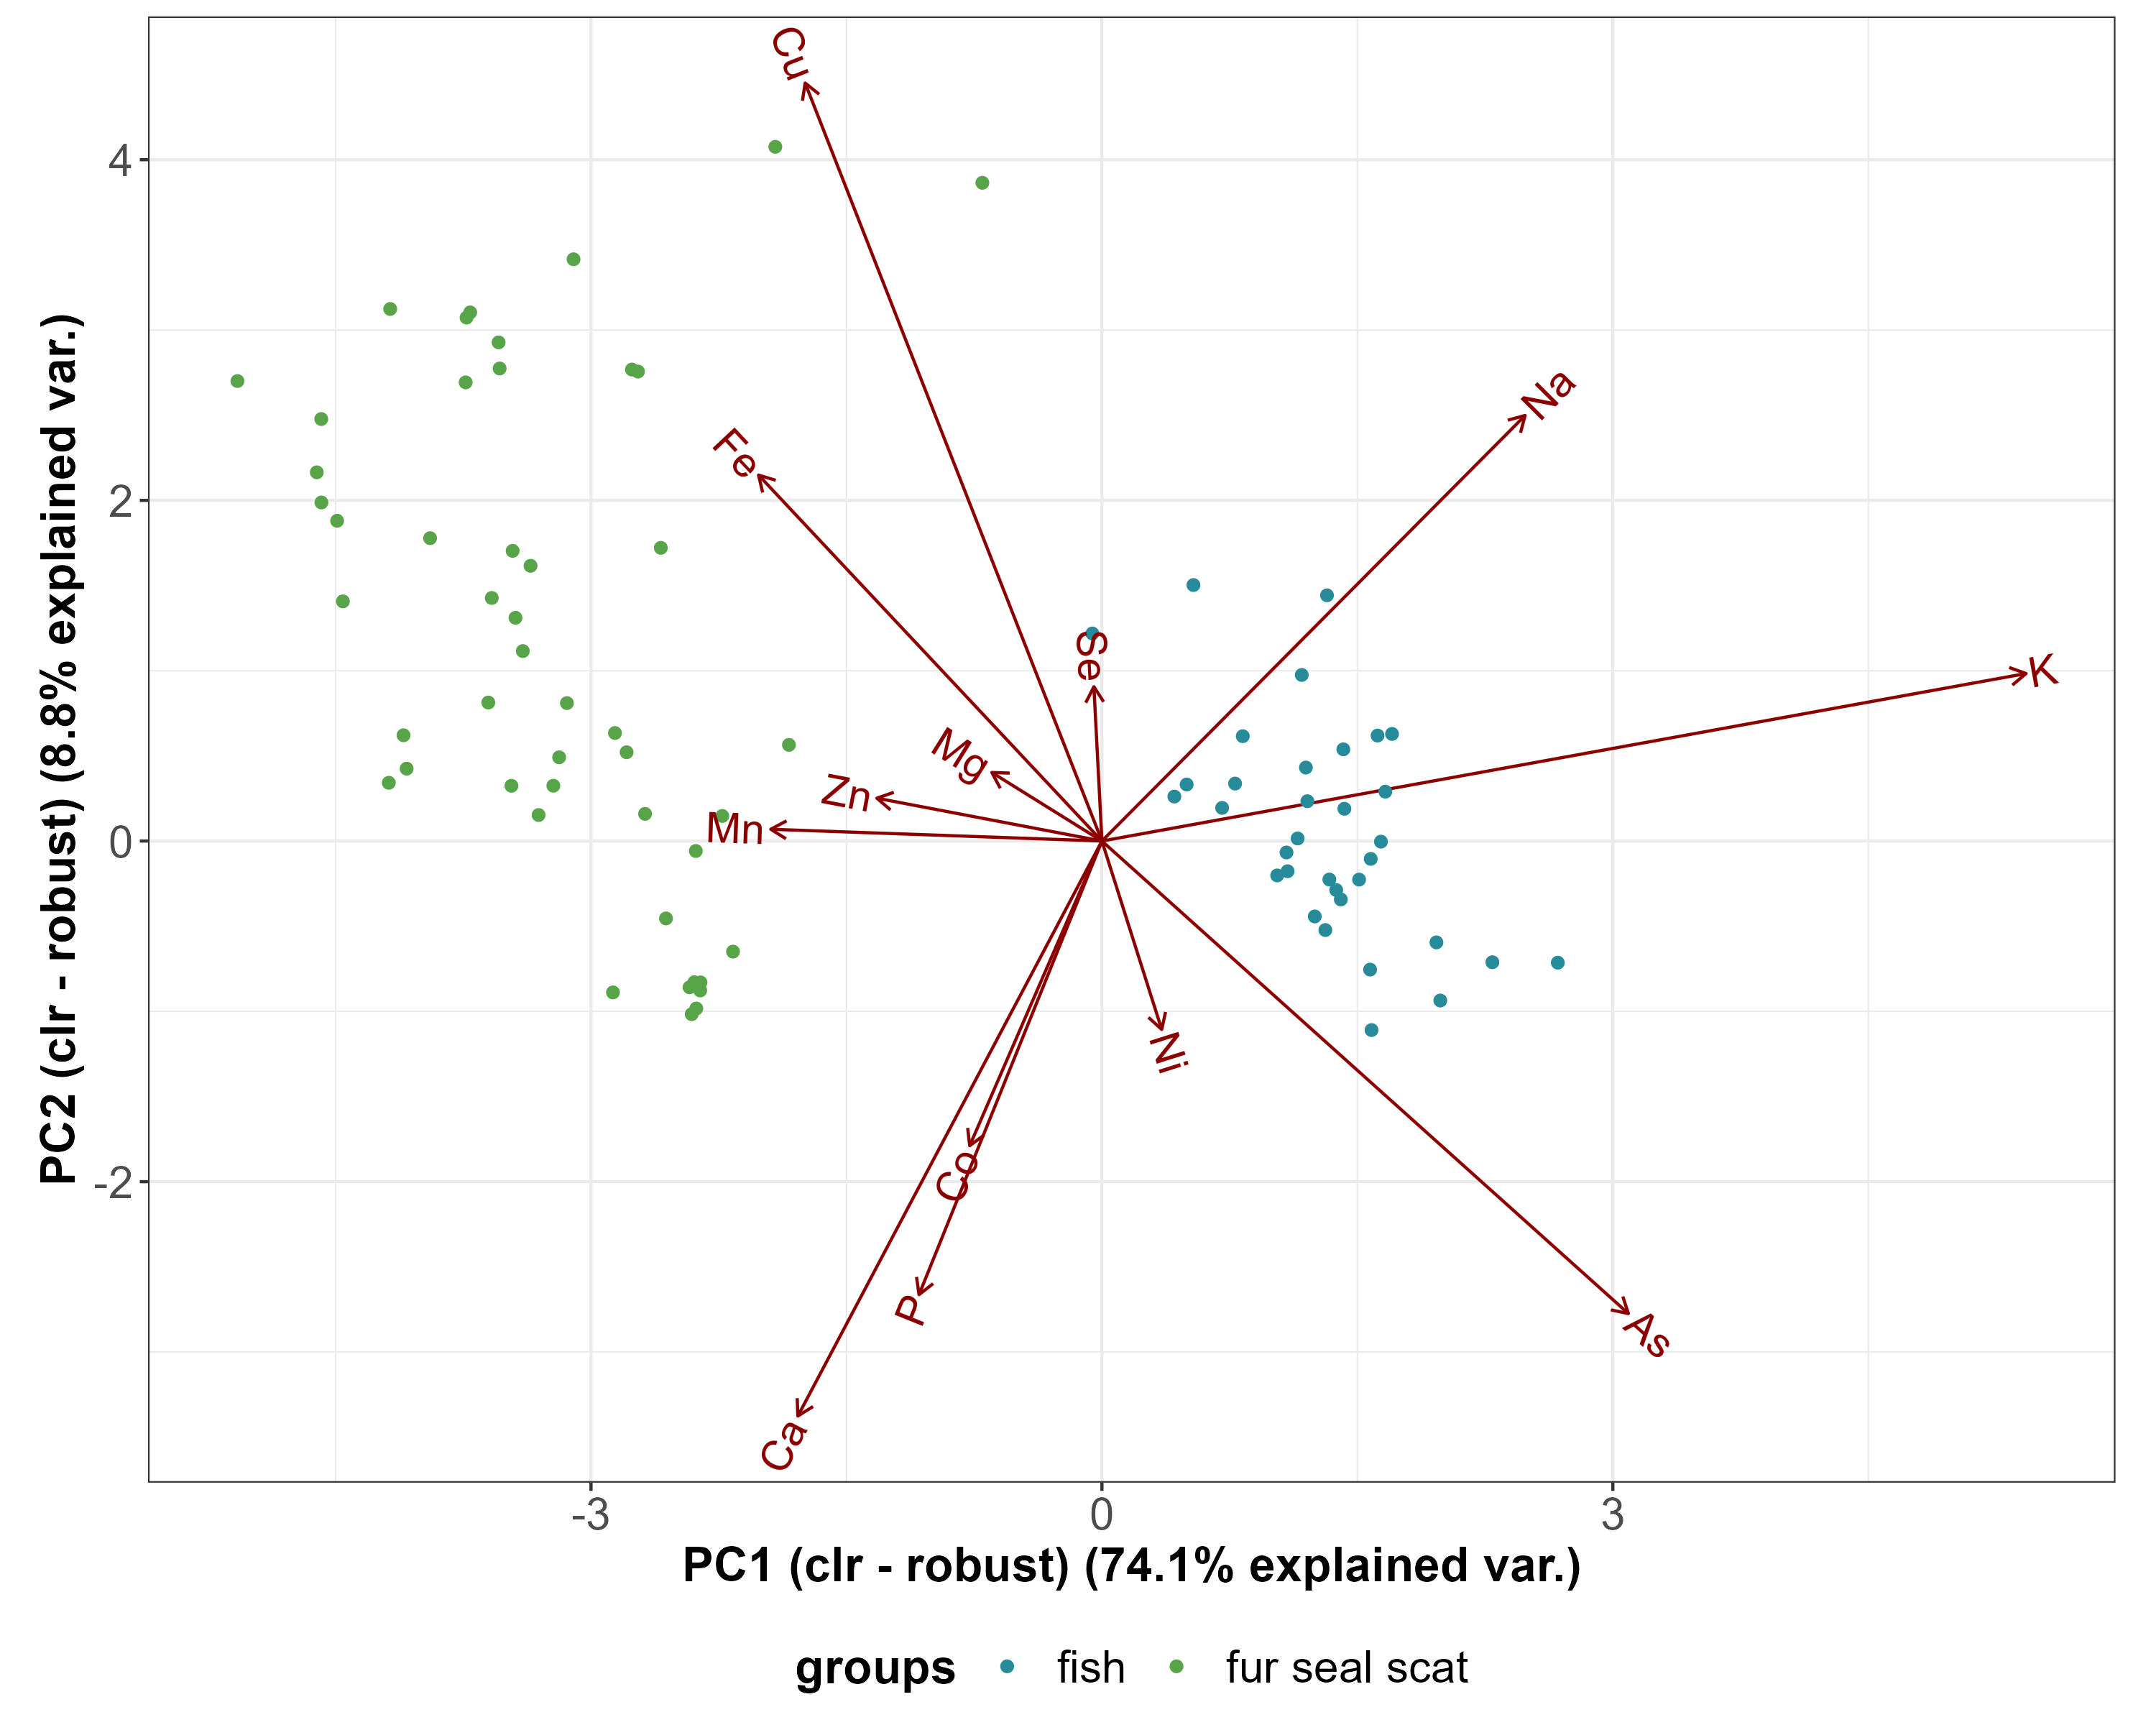 Cu
4
Na
Fe
2
K
Se
Mg
Zn
Mn
0
Ni
Co
-2
P
As
Ca
PC2 (clr - robust) (8.8% explained var.)
-3 0 3
PC1 (clr - robust) (74.1% explained var.)
groups fish fur seal scat